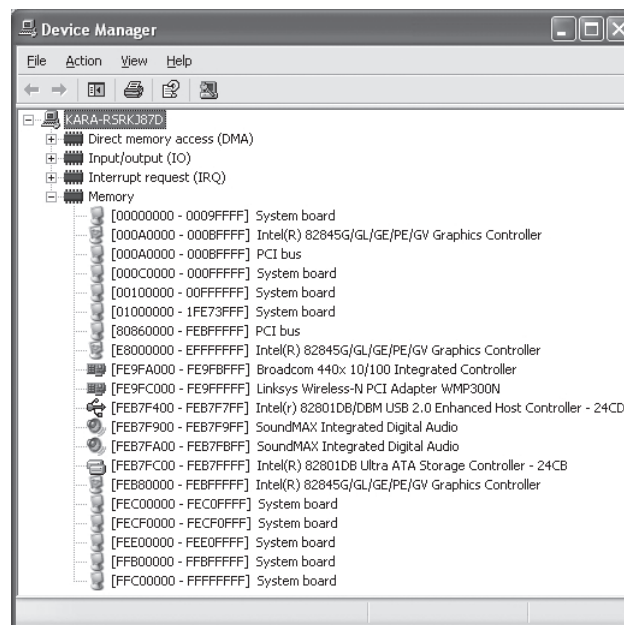 Device Manager
File Action View Help
KARA-RSRKJ87D
Direct memory access (DMA)
Input/output (IO)
Interrupt request (IRQ)
Memory
[00000000 - 0009FFFF] System board
[000A0000 - 000BFFFF] Intel(R) 82845G/GL/GE/PE/GV Graphics Controller
[000A0000 - 000BFFFF] PCI bus
[000C0000 - 000FFFFF] System board
[00100000 - 00FFFFFF] System board
[01000000 - 1FE73FFF] System board
[80860000 - FEBFFFFF] PCI bus
[E8000000 - EFFFFFFF] Intel(R) 82845G/GL/GE/PE/GV Graphics Controller
[FE9FA000 - FE9FBFFF] Broadcom 440x 10/100 Integrated Controller
[FE9FC000 - FE9FFFFF] Linksys Wireless-N PCI Adapter WMP300N
[FEB7F400 - FEB7F7FF] Intel(r) 82801DB/DBM USB 2.0 Enhanced Host Controller - 24CD
[FEB7F900 - FEB7F9FF] SoundMAX Integrated Digital Audio
[FEB7FA00 - FEB7FBFF] SoundMAX Integrated Digital Audio
[FEB7FC00 - FEB7FFFF] Intel(R) 82801DB Ultra ATA Storage Controller - 24CB
[FEB80000 - FEBFFFFF] Intel(R) 82845G/GL/GE/PE/GV Graphics Controller
[FEC00000 - FEC0FFFF] System board
[FECF0000 - FECF0FFF] System board
[FEE00000 - FEE0FFFF] System board
[FFB00000 - FFBFFFFF] System board
[FFC00000 - FFFFFFFF] System board